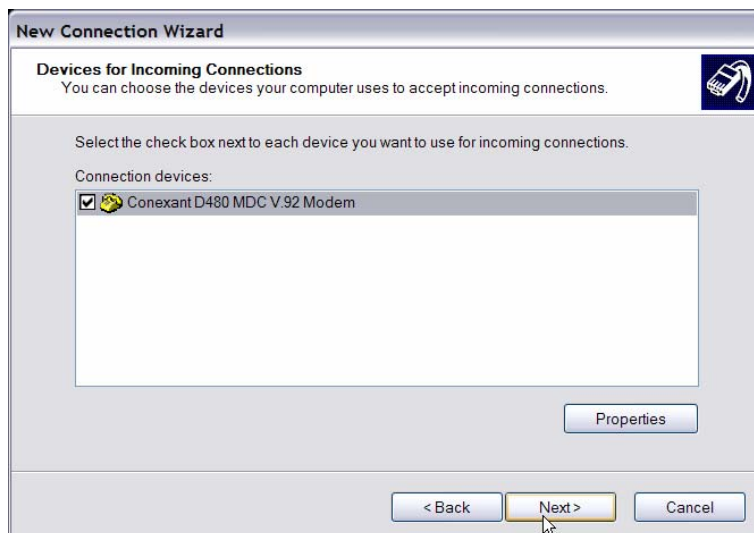 New Connection Wizard
Devices for Incoming Connections
You can choose the devices your computer uses to accept incoming connections.
Select the check box next to each device you want to use for incoming connections.
Connection devices:
Conexant D480 MDC V.92 Modem
Properties
< Back
Next >
Cancel